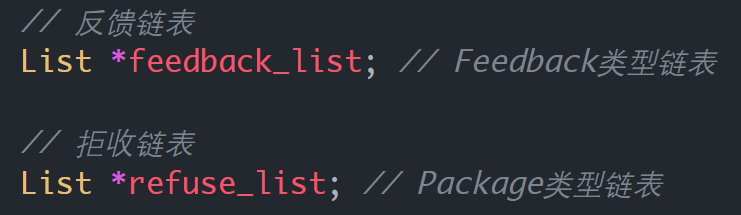 // 反馈链表
List *feedback_list; // Feedback类型链表
// 拒收链表
List *refuse_list; // Package类型链表